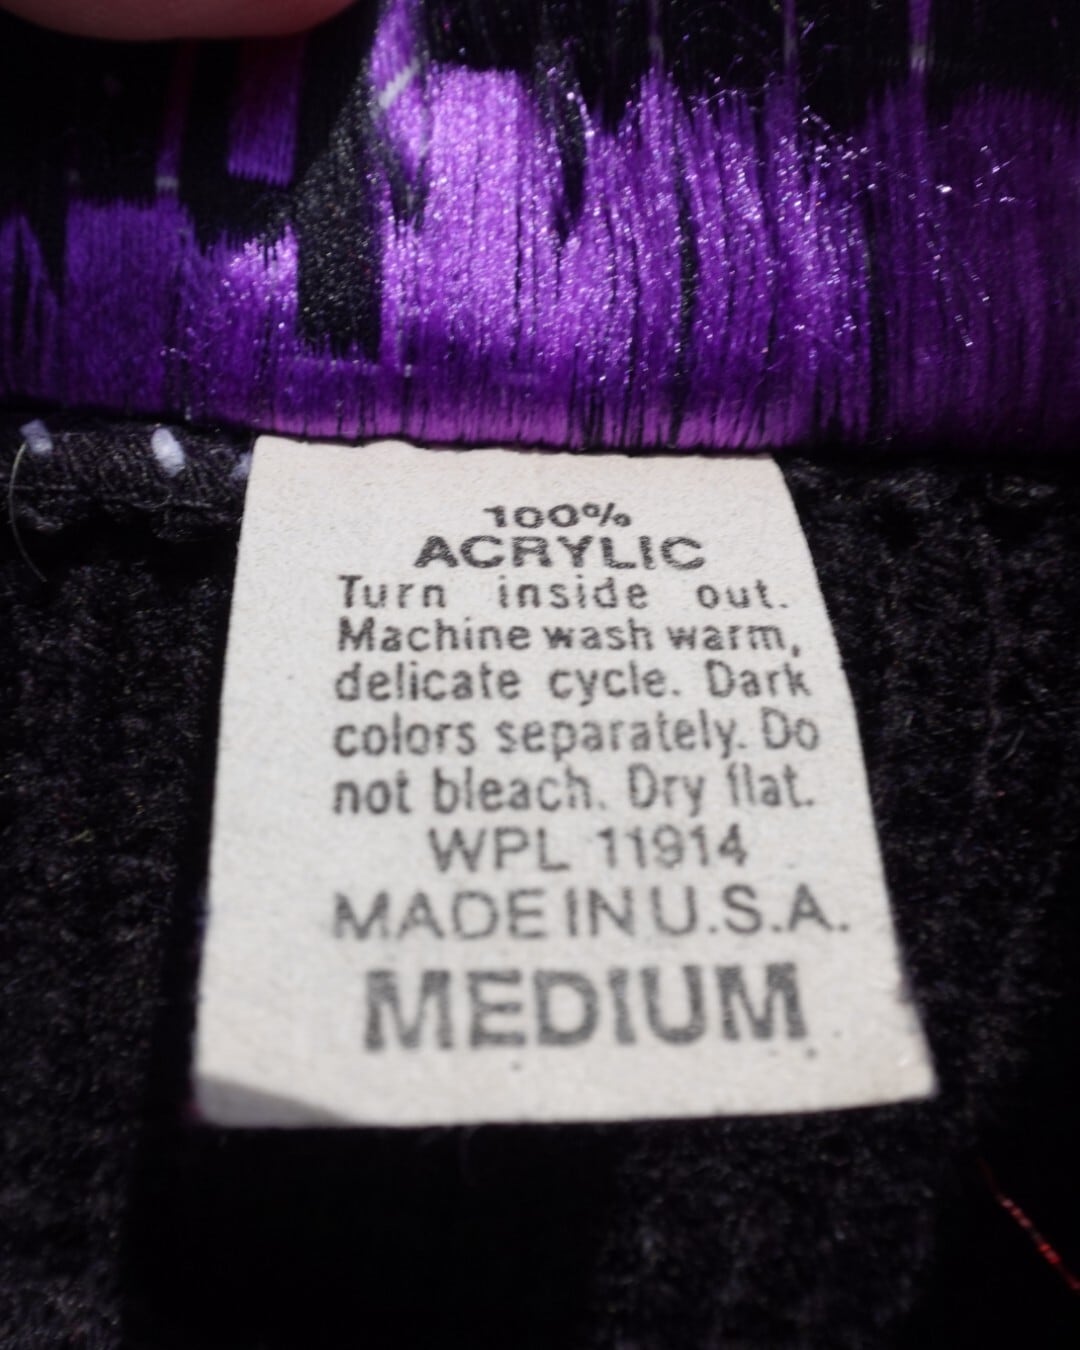 100%
ACRYLIC
Turn inside out.
Machine wash warm,
delicate cycle. Dark
colors separately. Do
not bleach. Dry flat.
WPL 11914
MADE IN U.S.A.
MEDIUM